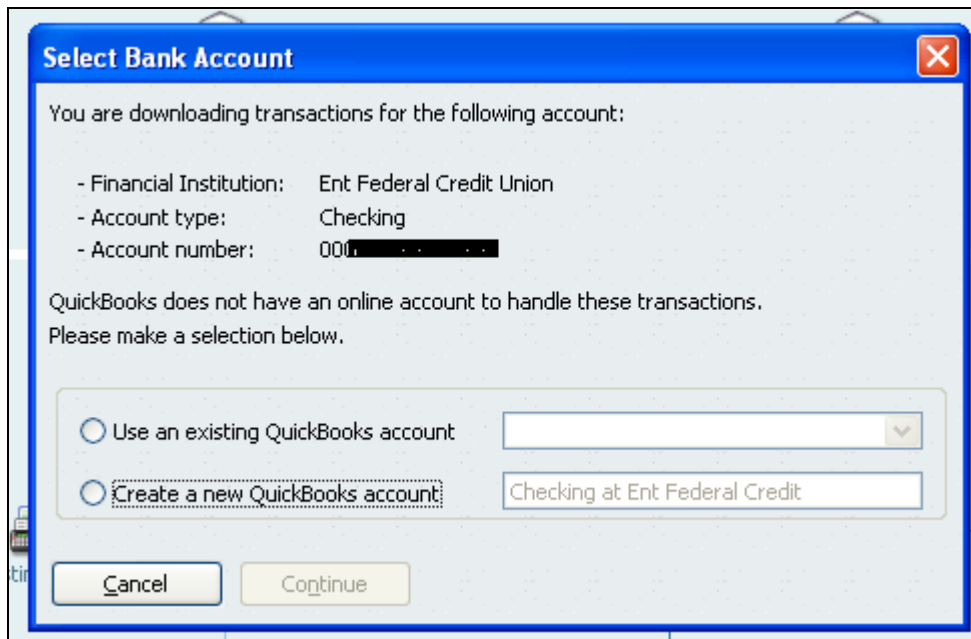 Select Bank Account
You are downloading transactions for the following account:
- Financial Institution: Ent Federal Credit Union
- Account type: Checking
- Account number: 000
QuickBooks does not have an online account to handle these transactions.
Please make a selection below.
Use an existing QuickBooks account
Create a new QuickBooks account Checking at Ent Federal Credit
Cancel Continue